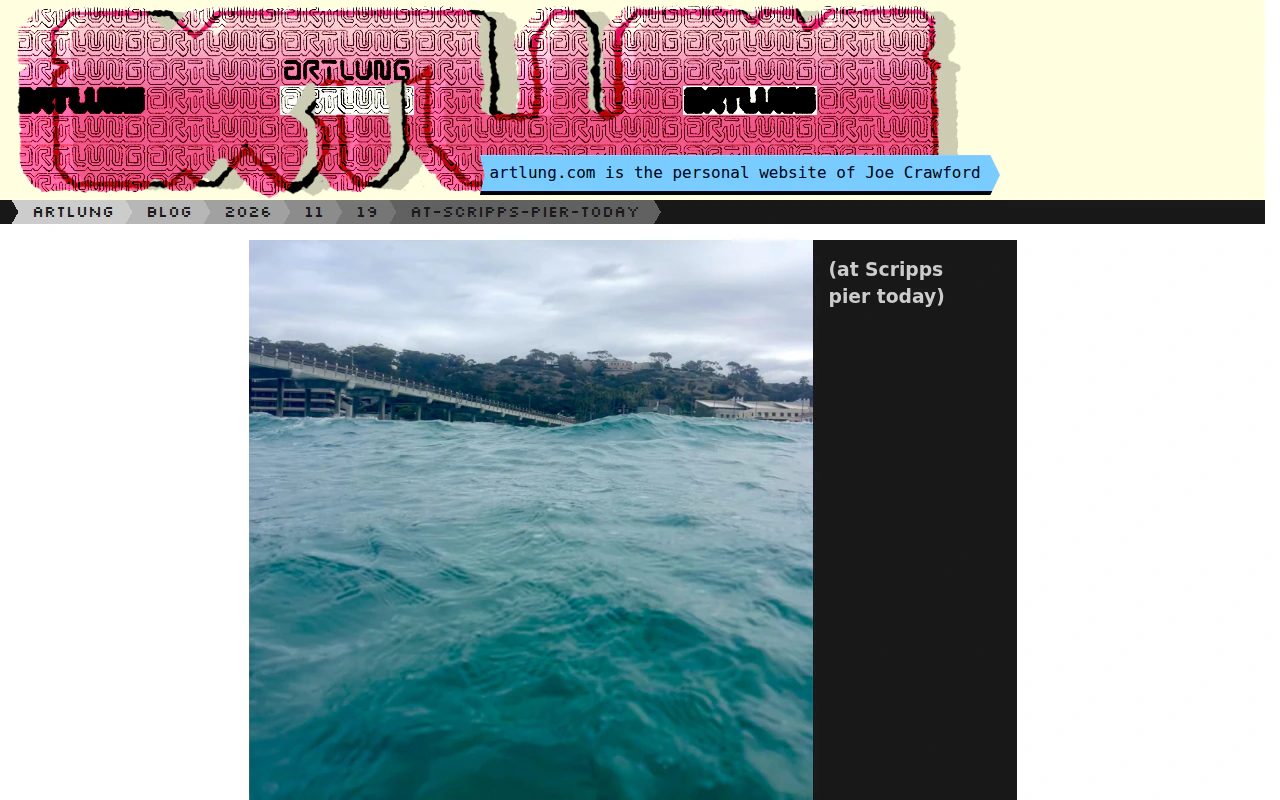 ARTLUNG
ARTLUNG
ARTLUNG
ARTLUNG
artlung.com is the personal website of Joe Crawford
ARTLUNG BLOG 2026 11 19 AT-SCRIPPS-PIER-TODAY
(at Scripps
pier today)